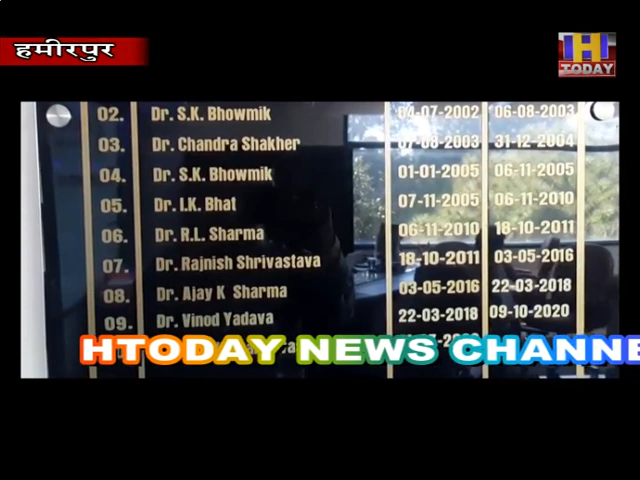 हमीरपुर
H
TODAY
02. Dr. S.K. Bhowmik 04-07-2002 06-08-2003
03. Dr. Chandra Shakher 07-08-2003 31-12-2004
04. Dr. S.K. Bhowmik 01-01-2005 06-11-2005
05. Dr. I.K. Bhat 07-11-2005 06-11-2010
06. Dr. R.L. Sharma 06-11-2010 18-10-2011
07. Dr. Rajnish Shrivastava 18-10-2011 03-05-2016
08. Dr. Ajay K Sharma 03-05-2016 22-03-2018
09. Dr. Vinod Yadava 22-03-2018 09-10-2020
HTODAY NEWS CHANNE